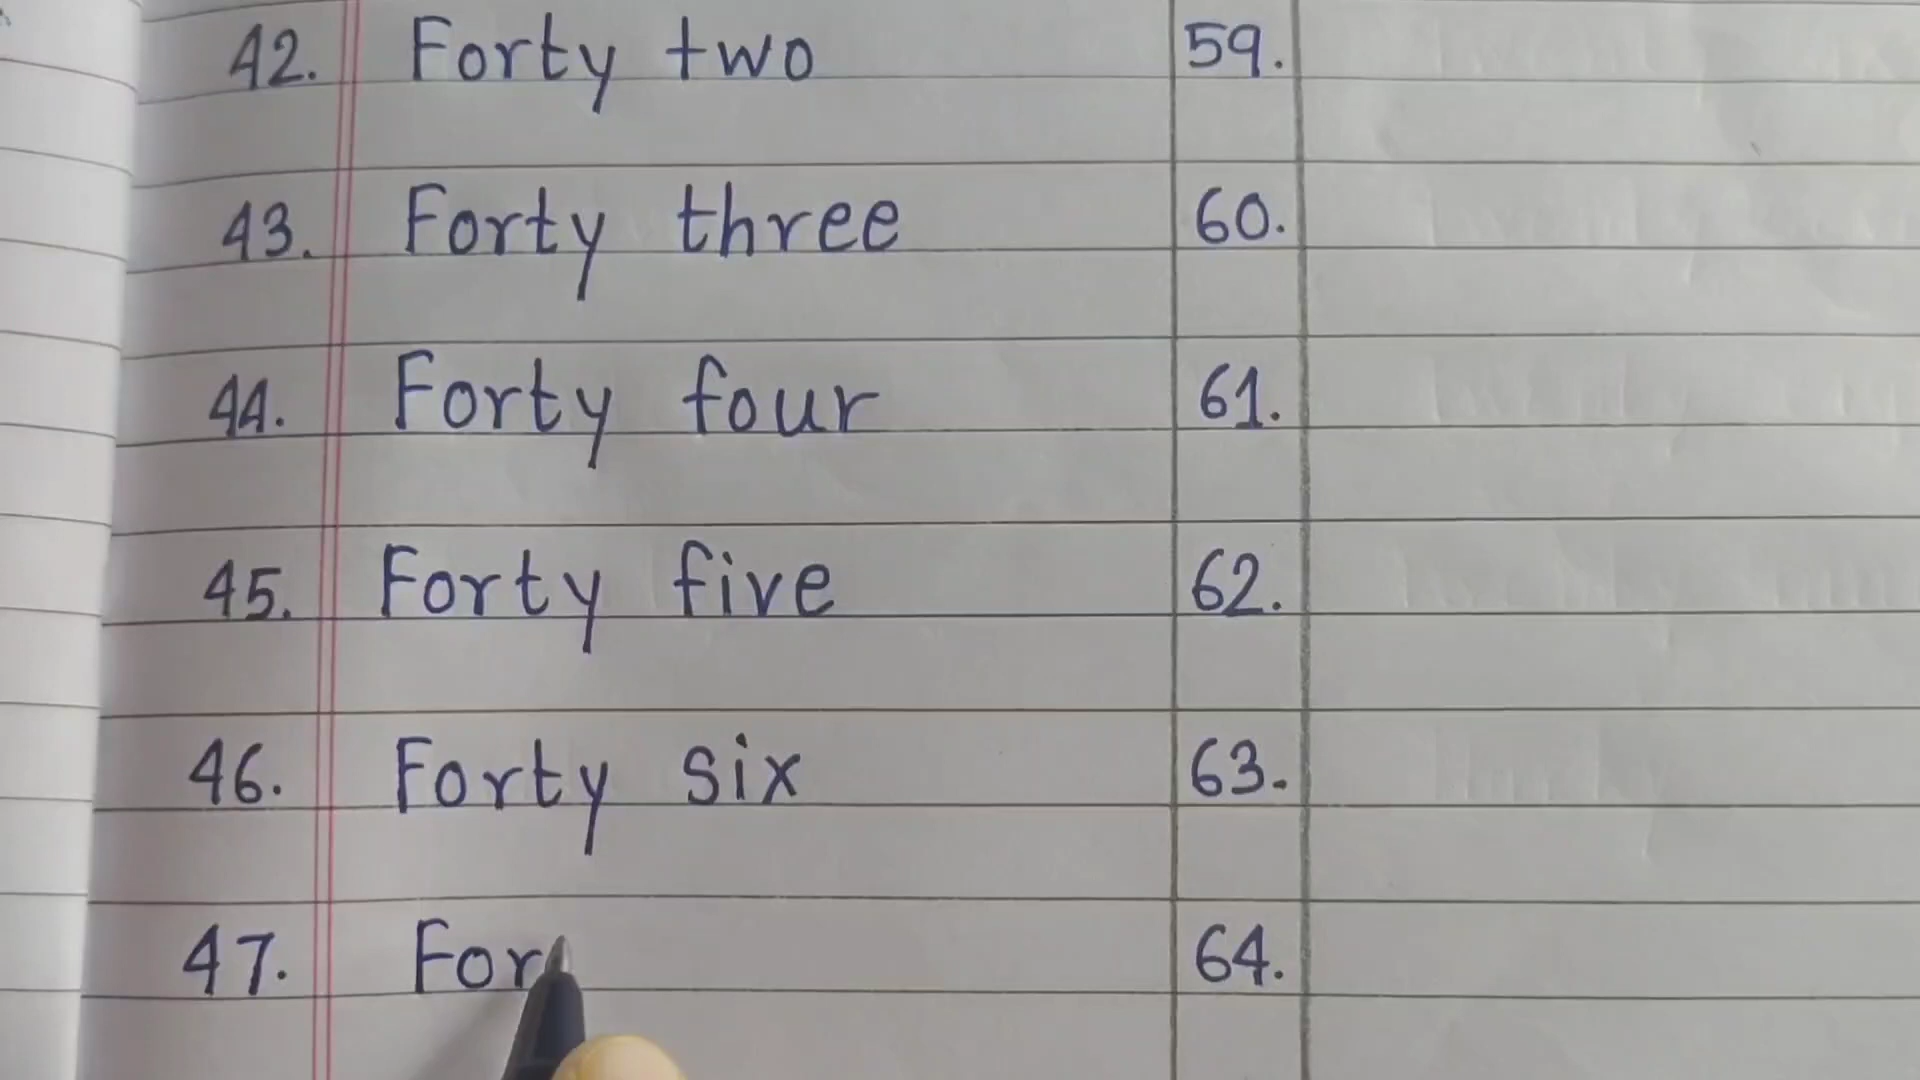 42. Forty two 59.
43. Forty three 60.
44. Forty four 61.
45. Forty five 62.
46. Forty six 63.
47. For 64.